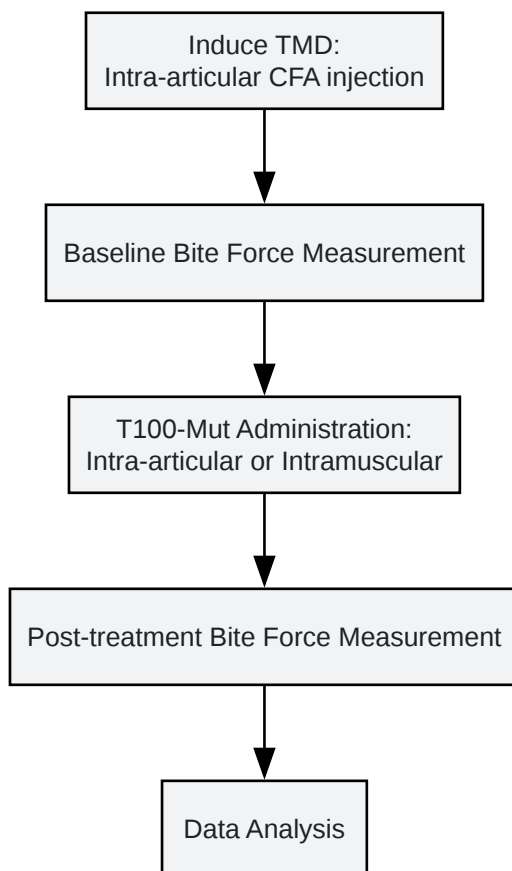 Induce TMD:
Intra-articular CFA injection
Baseline Bite Force Measurement
T100-Mut Administration:
Intra-articular or Intramuscular
Post-treatment Bite Force Measurement
Data Analysis